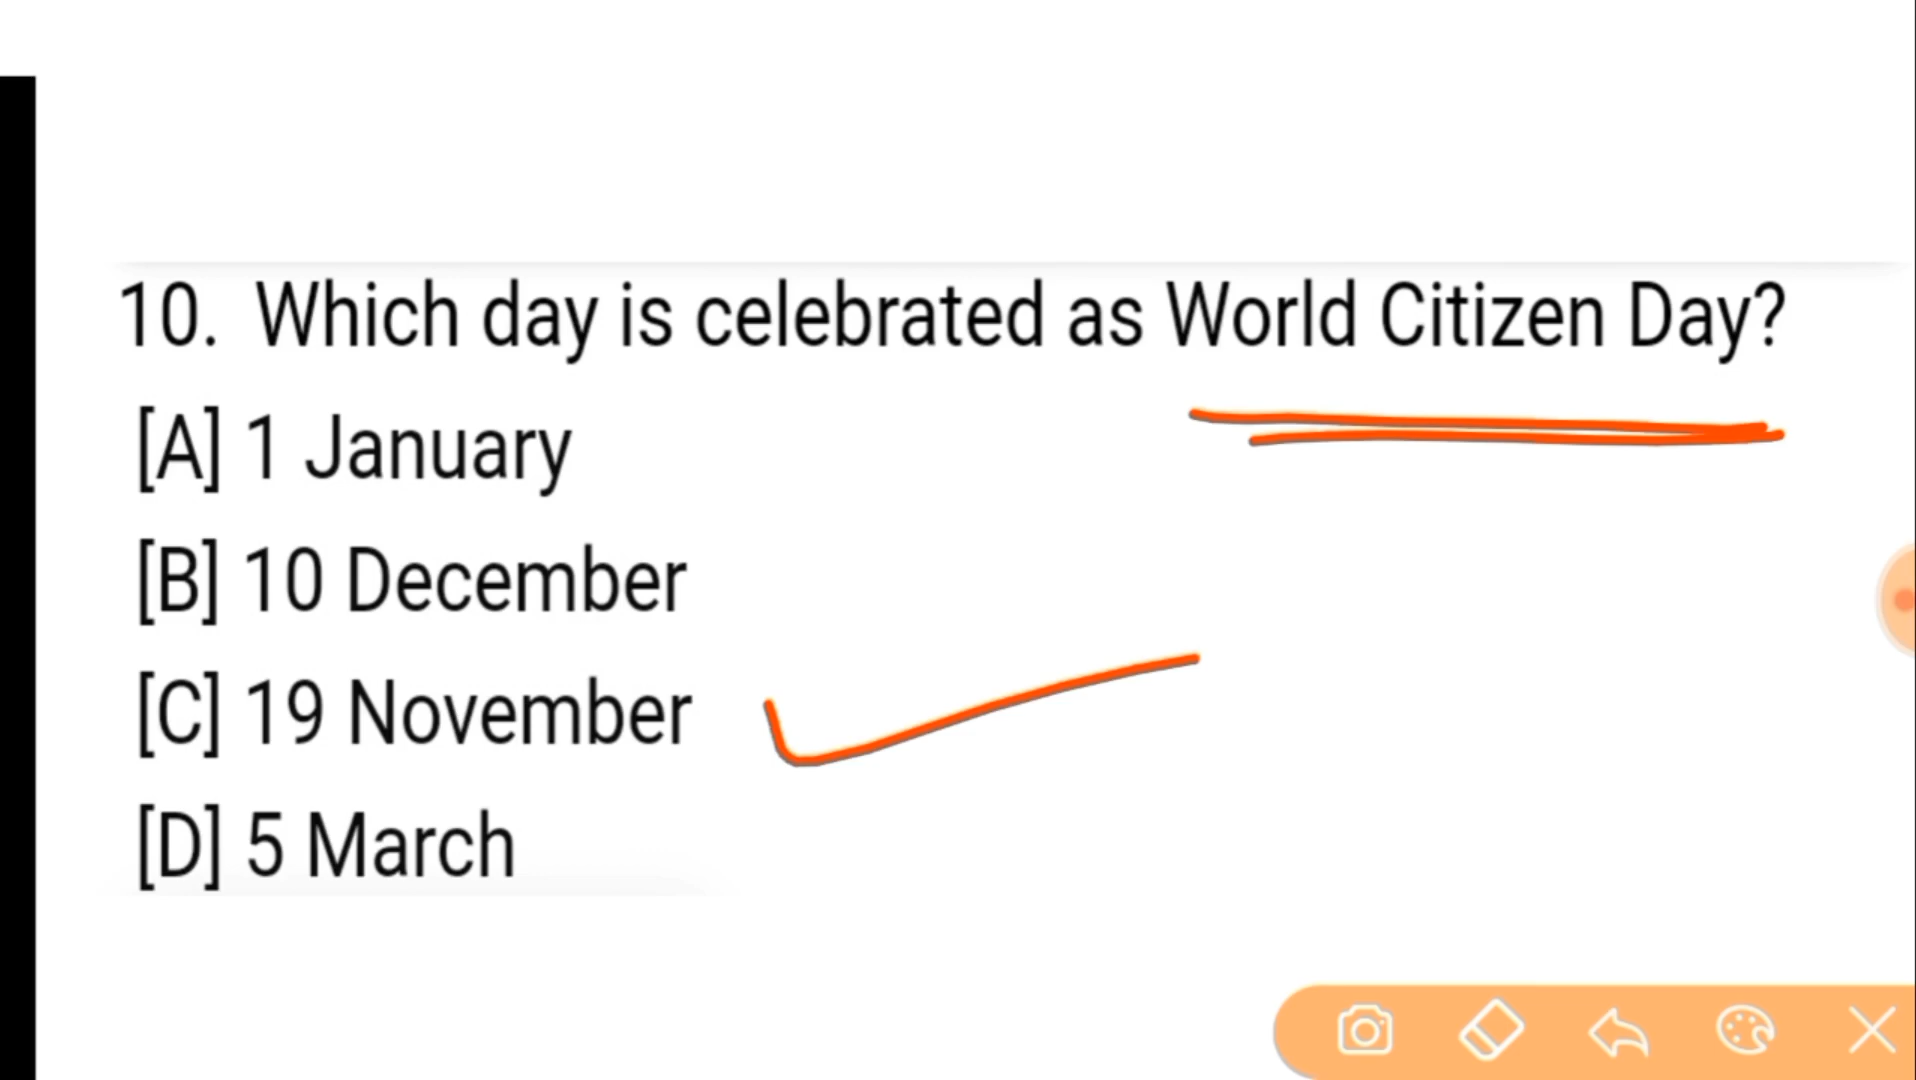 10. Which day is celebrated as World Citizen Day?
[A] 1 January
[B] 10 December
[C] 19 November
[D] 5 March